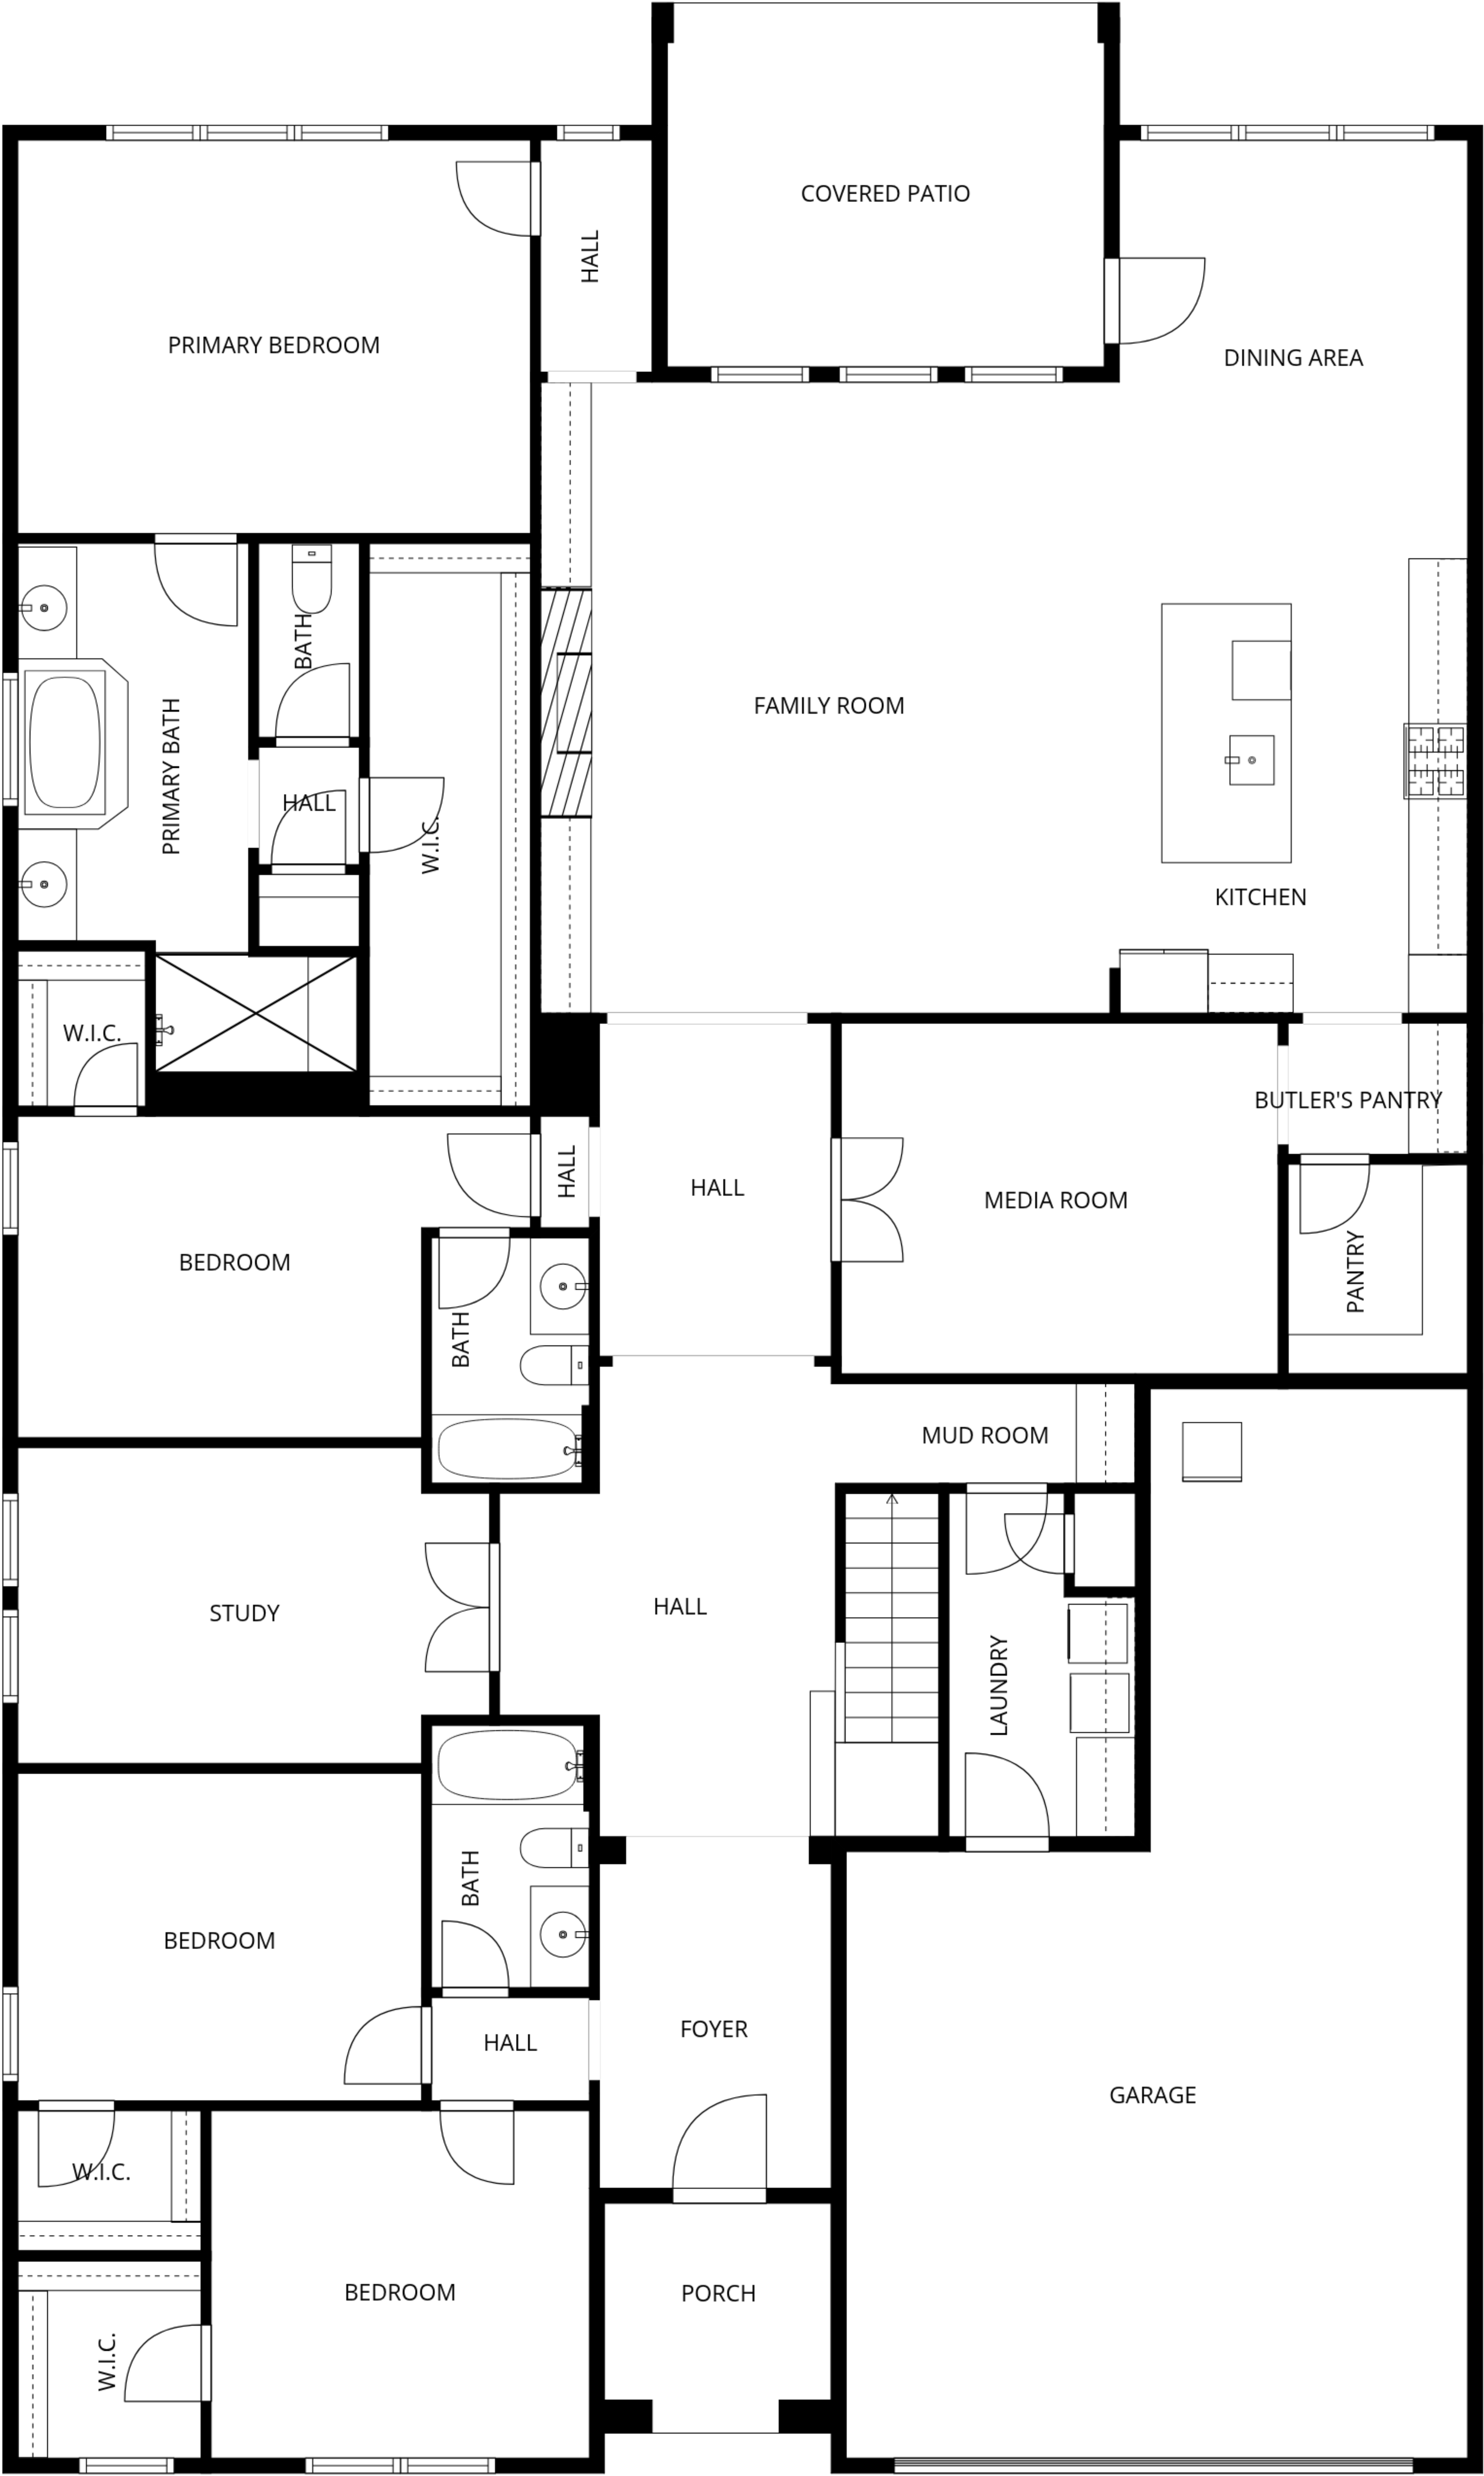 COVERED PATIO
HALL
PRIMARY BEDROOM
DINING AREA
BATH
FAMILY ROOM
PRIMARY BATH
HALL
W.I.C.
KITCHEN
W.I.C.
BUTLER'S PANTRY
HALL
HALL
MEDIA ROOM
BEDROOM
PANTRY
BATH
MUD ROOM
STUDY
HALL
LAUNDRY
BATH
BEDROOM
FOYER
HALL
GARAGE
W.I.C.
BEDROOM
PORCH
W.I.C.